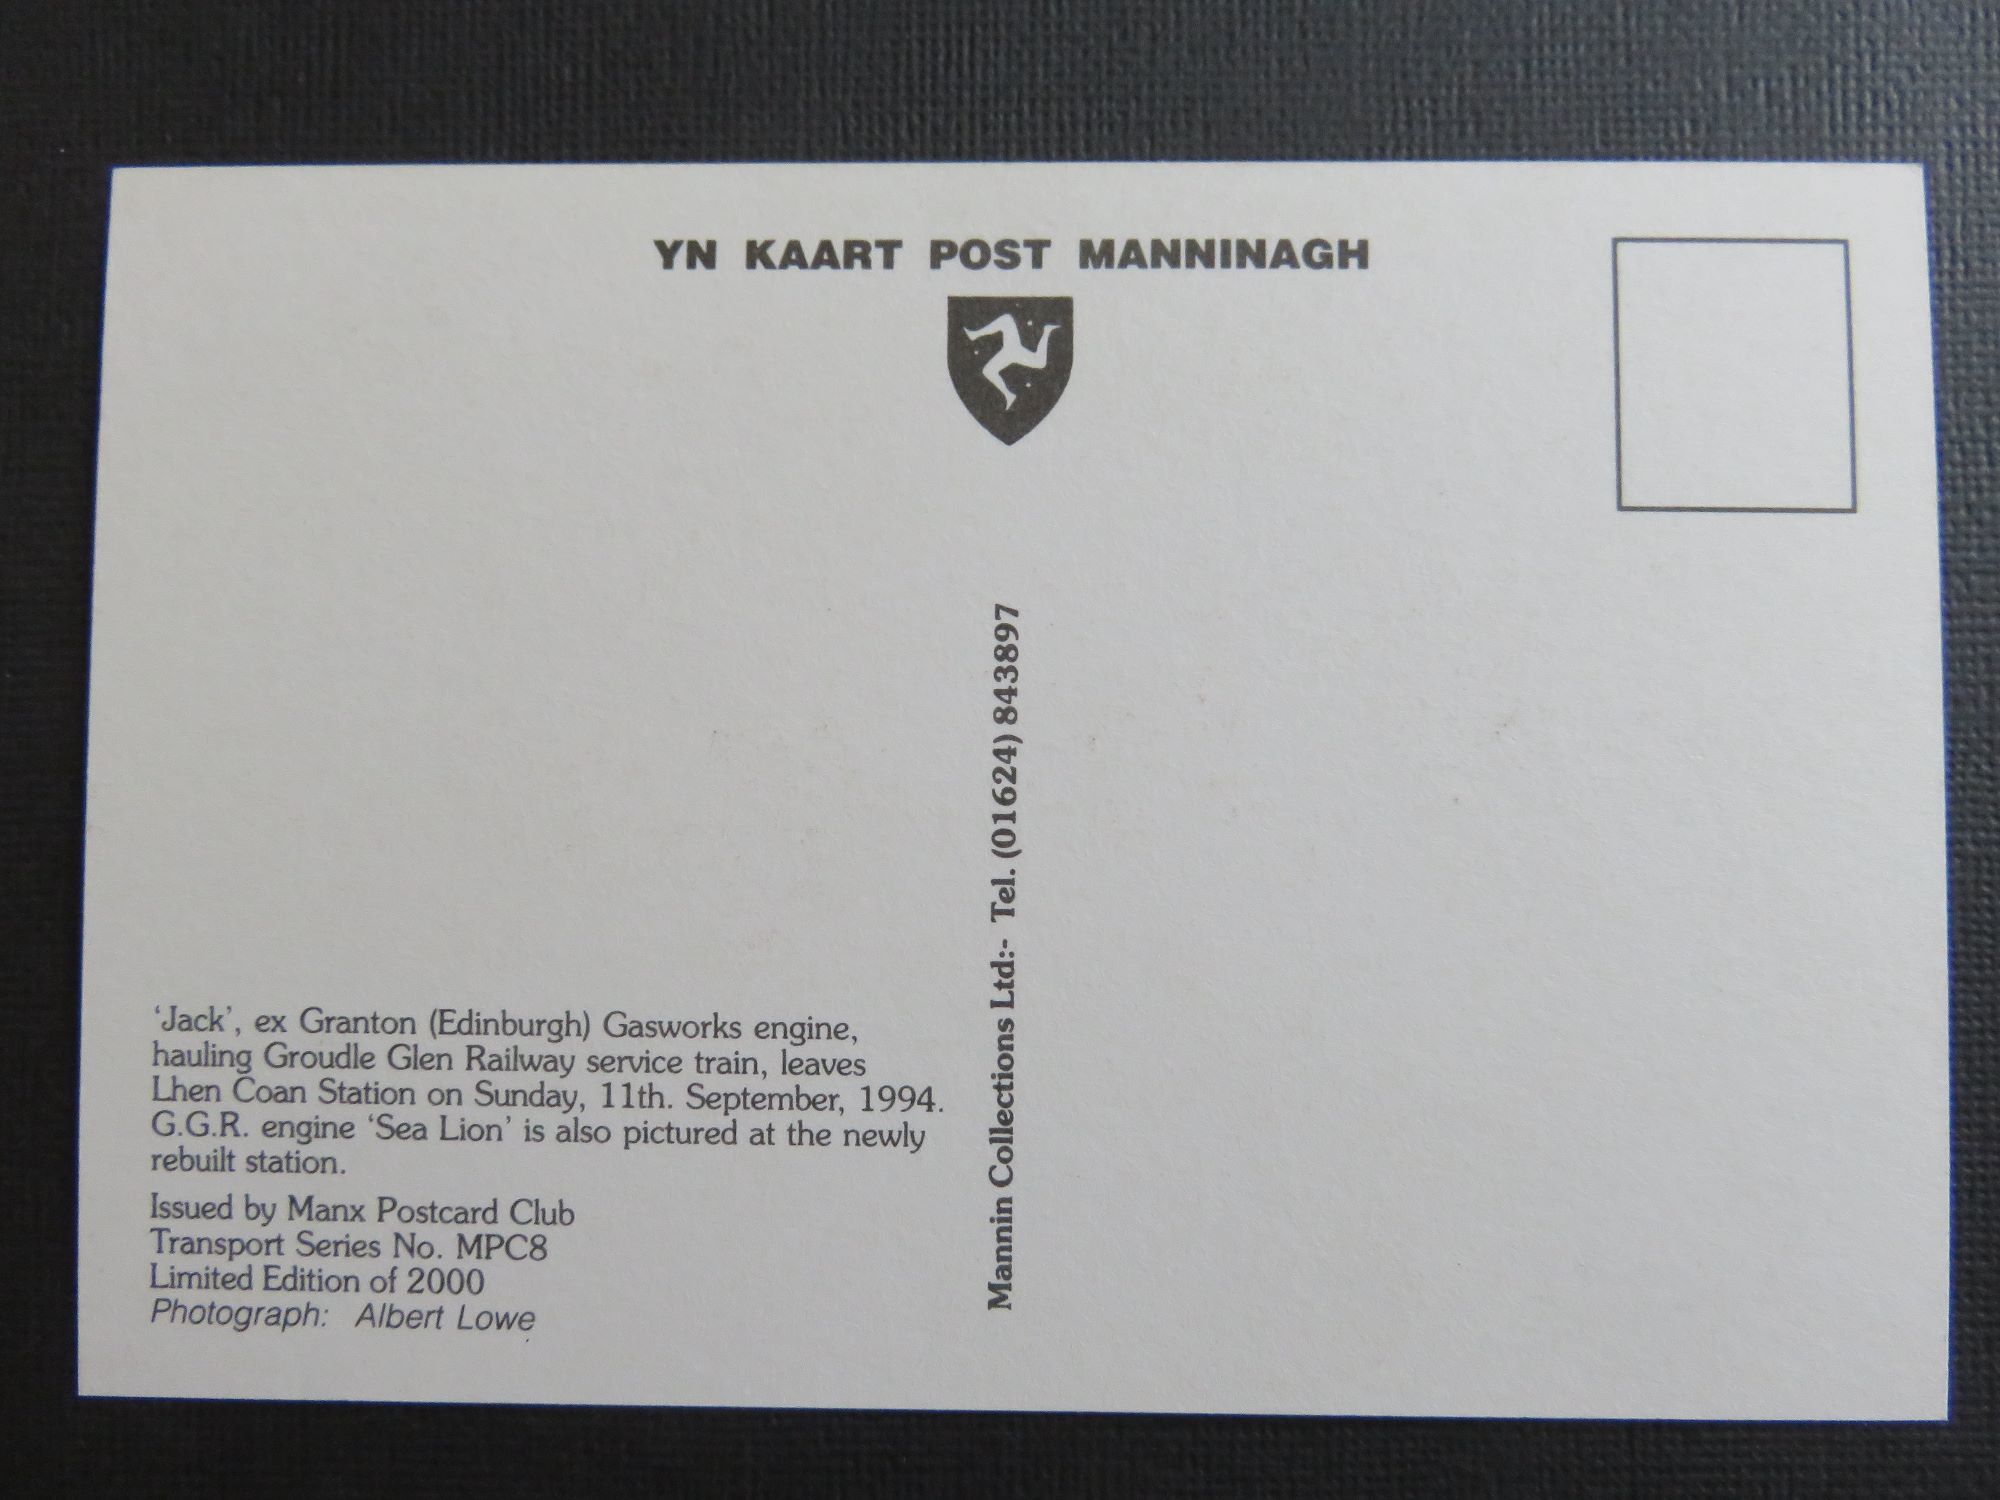 YN KAART POST MANNINAGH
'Jack', ex Granton (Edinburgh) Gasworks engine,
hauling Groudle Glen Railway service train, leaves
Lhen Coan Station on Sunday, 11th. September, 1994.
G.G.R. engine 'Sea Lion' is also pictured at the newly
rebuilt station.
Issued by Manx Postcard Club
Transport Series No. MPC8
Limited Edition of 2000
Photograph: Albert Lowe
Mannin Collections Ltd:- Tel. (01624) 843897